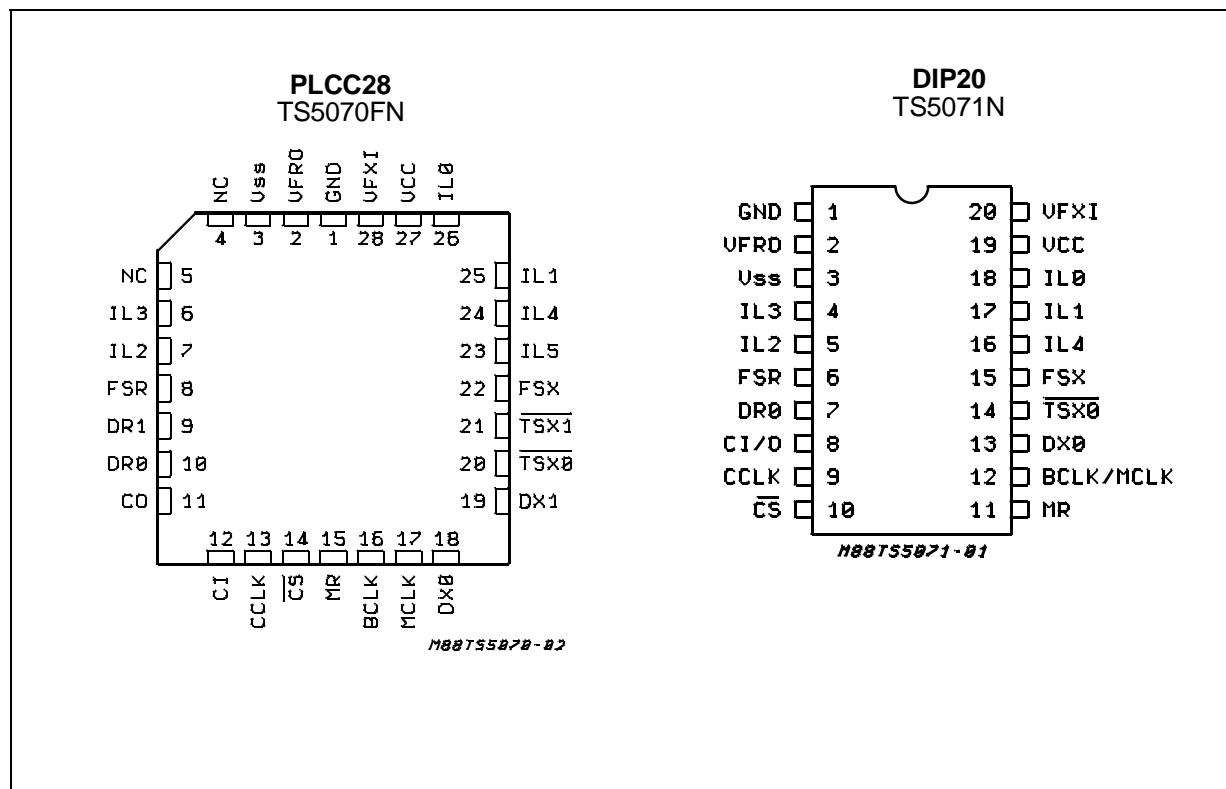 PLCC28
TS5070FN
NC Vss VFRO GND VFXI VCC IL0
4 3 2 1 28 27 26
NC 5
IL3 6
IL2 7
FSR 8
DR1 9
DR0 10
CO 11
25 IL1
24 IL4
23 IL5
22 FSX
21 TSX1
20 TSX0
19 DX1
12 13 14 15 16 17 18
CI CCLK CS MR BCLK MCLK DX0
M88TS5070-02
DIP20
TS5071N
GND 1 20 VFXI
VFRO 2 19 VCC
Vss 3 18 IL0
IL3 4 17 IL1
IL2 5 16 IL4
FSR 6 15 FSX
DR0 7 14 TSX0
CI/O 8 13 DX0
CCLK 9 12 BCLK/MCLK
CS 10 11 MR
M88TS5071-01